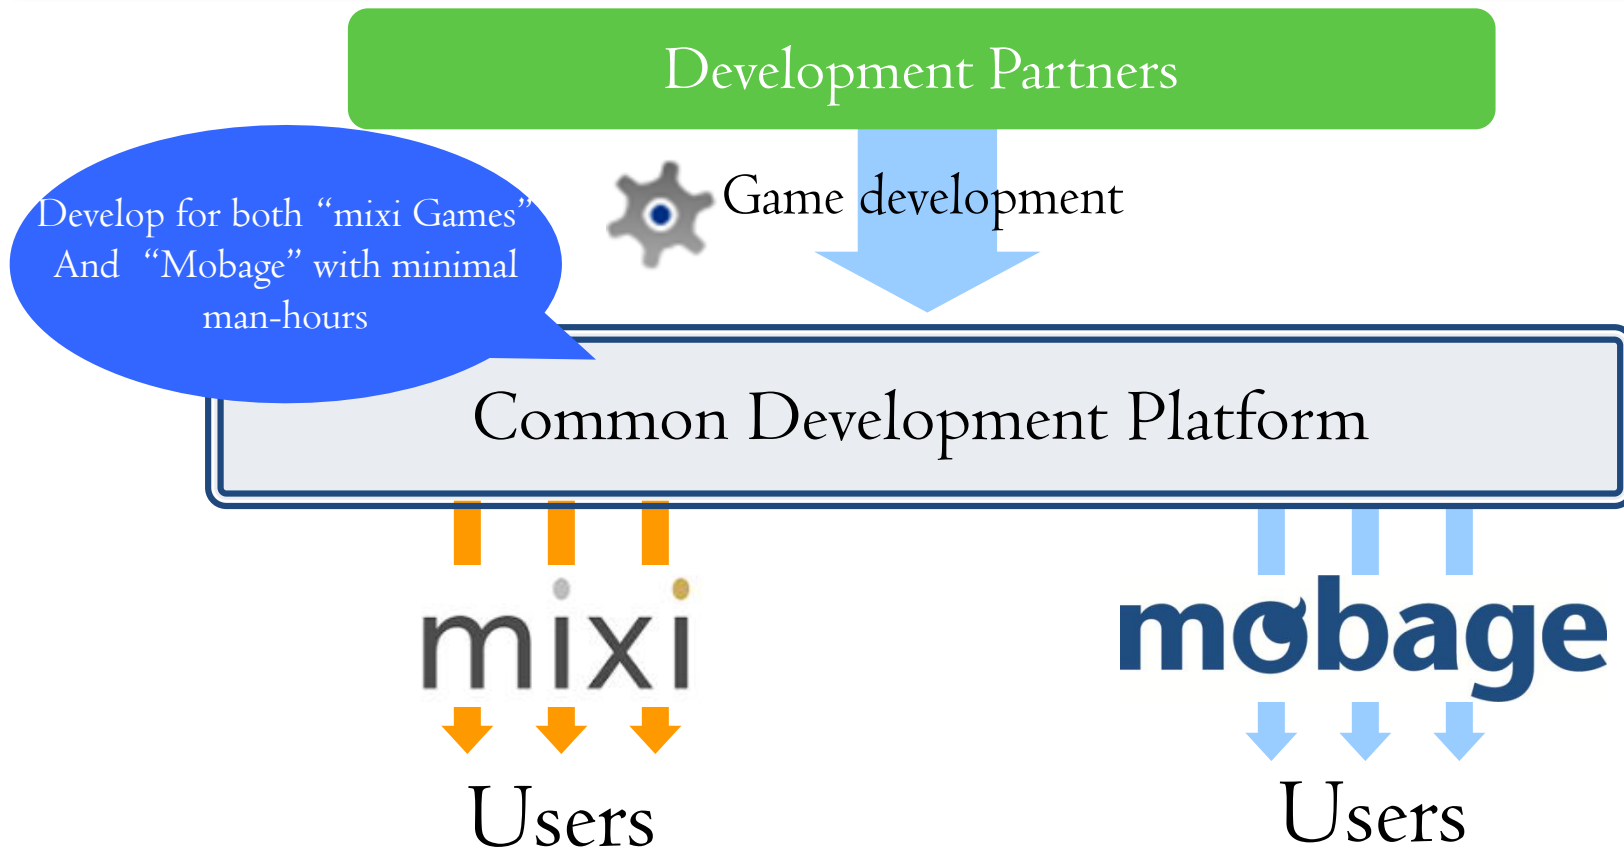 Development Partners
Game development
Develop for both “mixi Games”
And “Mobage” with minimal
man-hours
Common Development Platform
mixi
mobage
Users
Users